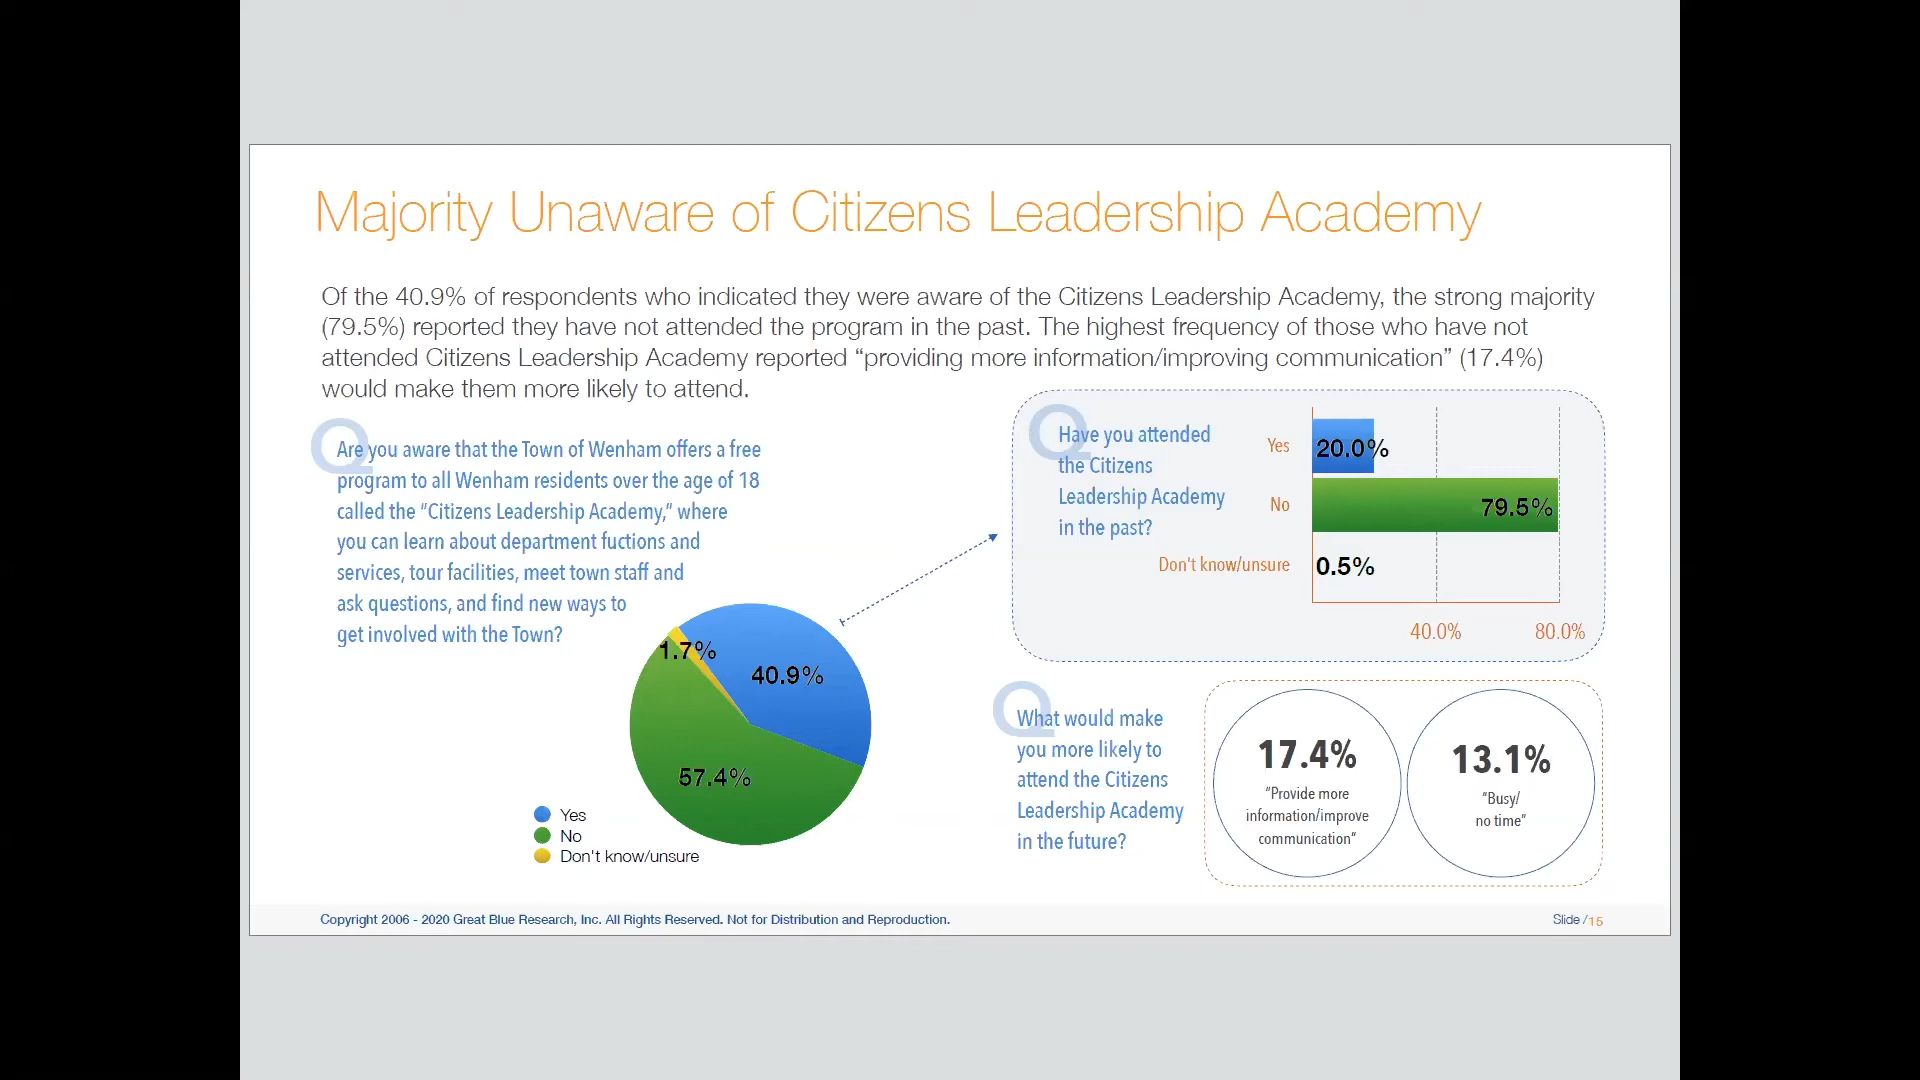 Majority Unaware of Citizens Leadership Academy
Of the 40.9% of respondents who indicated they were aware of the Citizens Leadership Academy, the strong majority
(79.5%) reported they have not attended the program in the past. The highest frequency of those who have not
attended Citizens Leadership Academy reported “providing more information/improving communication” (17.4%)
would make them more likely to attend.
Q
Are you aware that the Town of Wenham offers a free
program to all Wenham residents over the age of 18
called the “Citizens Leadership Academy,” where
you can learn about department fuctions and
services, tour facilities, meet town staff and
ask questions, and find new ways to
get involved with the Town?
1.7%
40.9%
57.4%
Yes
No
Don't know/unsure
Q
Have you attended
the Citizens
Leadership Academy
in the past?
Yes
20.0%
No
79.5%
Don't know/unsure
0.5%
40.0%
80.0%
Q
What would make
you more likely to
attend the Citizens
Leadership Academy
in the future?
17.4%
“Provide more
information/improve
communication”
13.1%
“Busy/
no time”
Copyright 2006 - 2020 Great Blue Research, Inc. All Rights Reserved. Not for Distribution and Reproduction.
Slide / 15